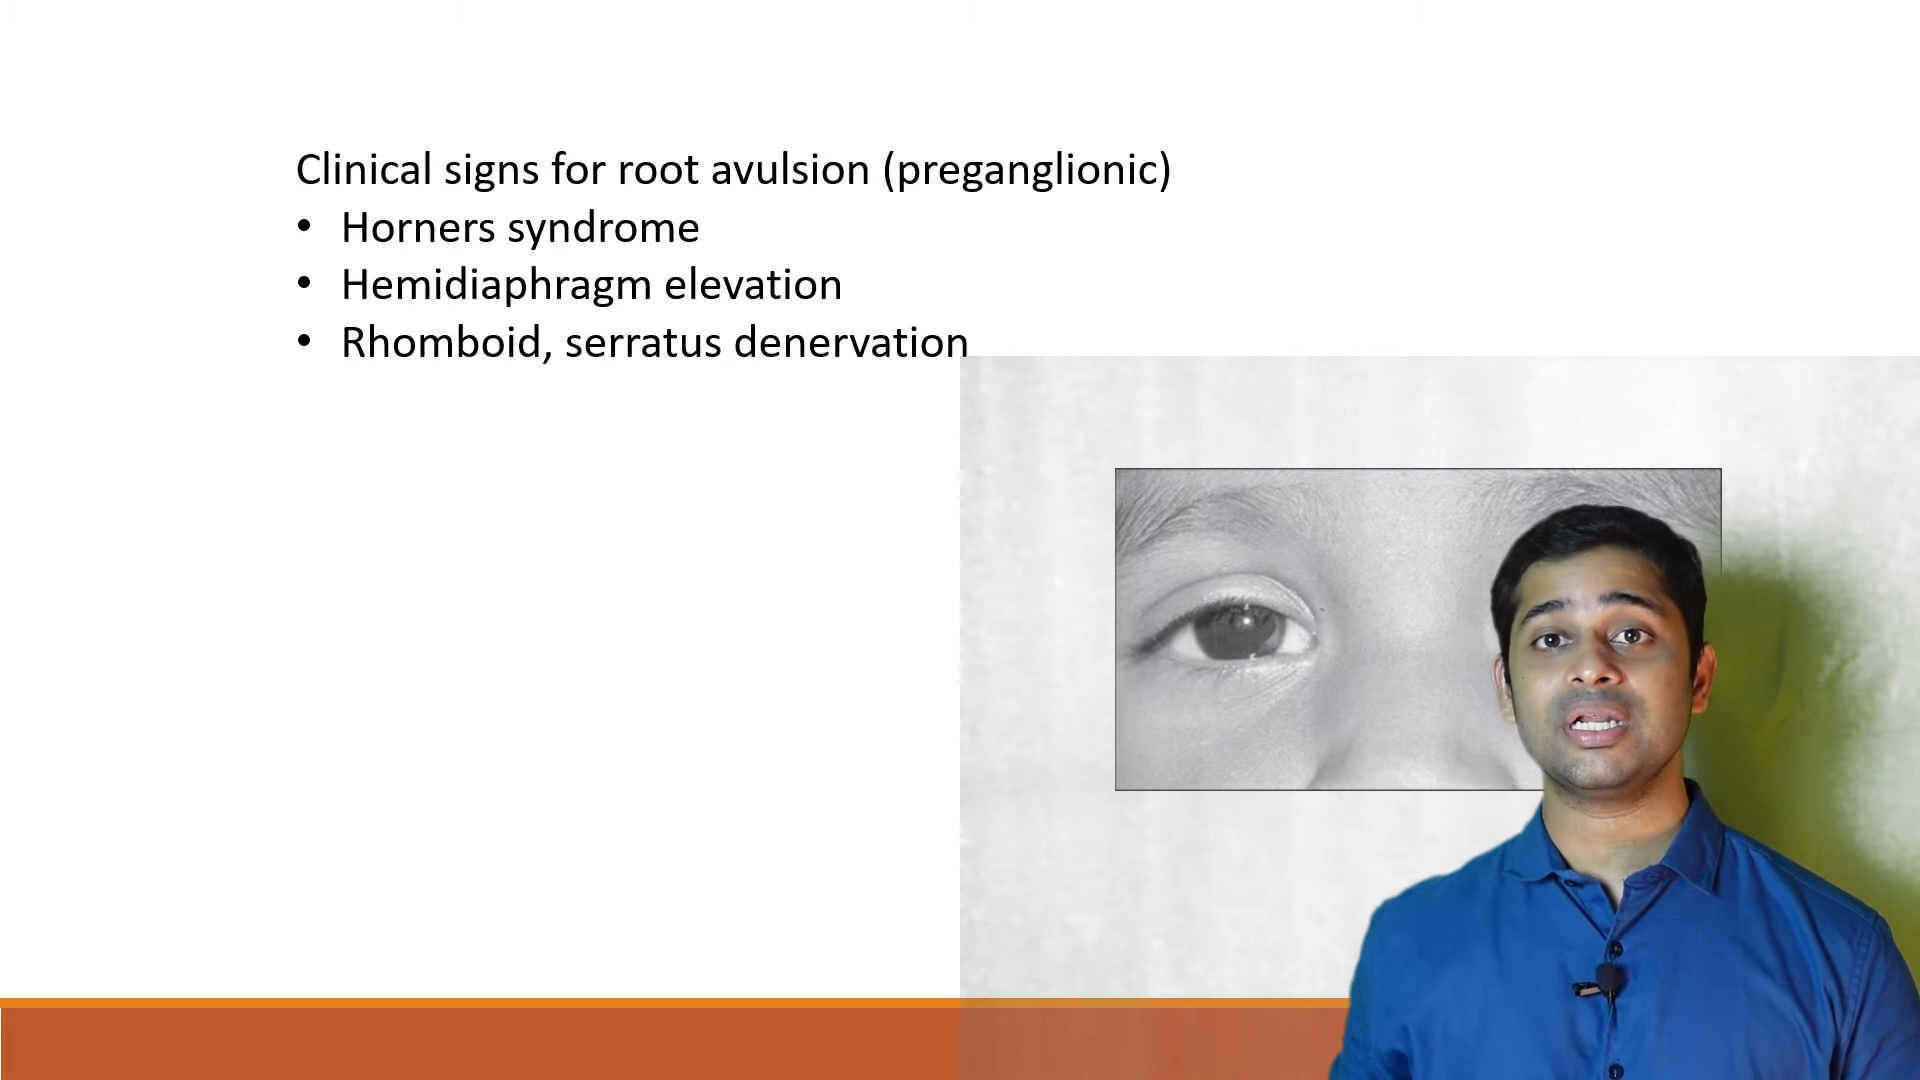 Clinical signs for root avulsion (preganglionic)
• Horners syndrome
• Hemidiaphragm elevation
• Rhomboid, serratus denervation